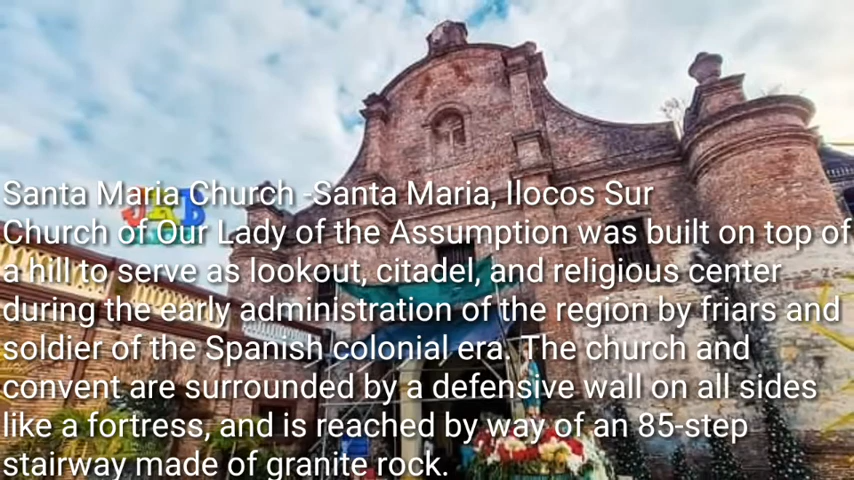 Santa Maria Church -Santa Maria, Ilocos Sur
JAD
Church of Our Lady of the Assumption was built on top of
a hill to serve as lookout, citadel, and religious center
during the early administration of the region by friars and
soldier of the Spanish colonial era. The church and
convent are surrounded by a defensive wall on all sides
like a fortress, and is reached by way of an 85-step
stairway made of granite rock.